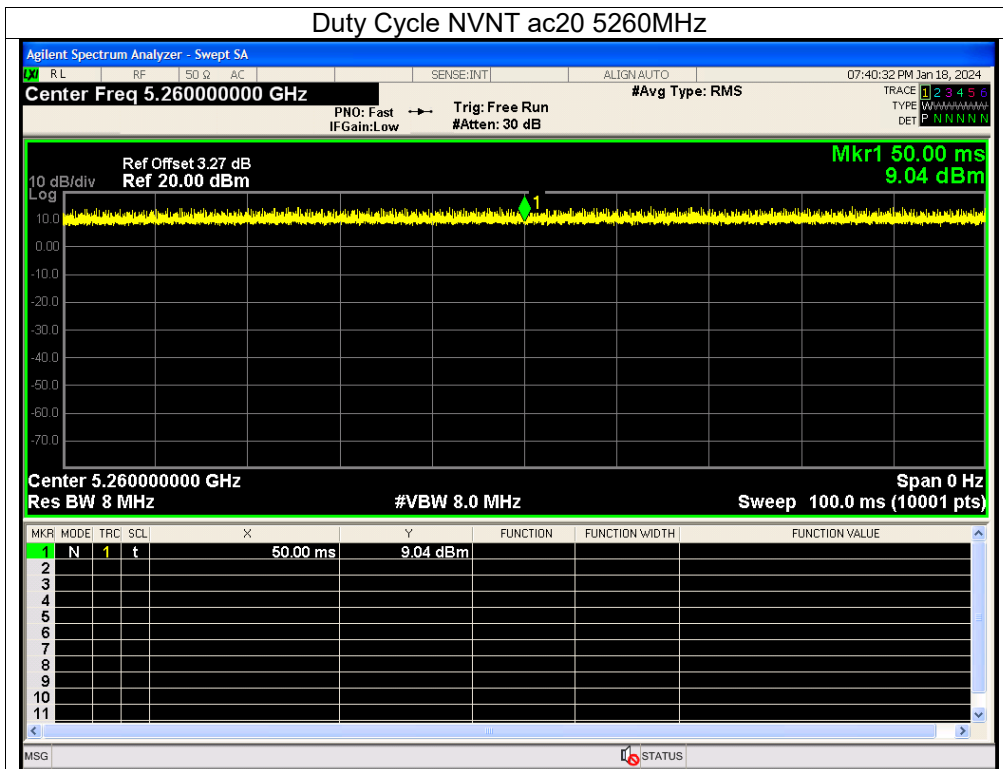 Duty Cycle NVNT ac20 5260MHz
Agilent Spectrum Analyzer - Swept SA
LXI RL RF 50 Ω AC SENSE:INT ALIGN AUTO 07:40:32 PM Jan 18, 2024
Center Freq 5.260000000 GHz #Avg Type: RMS TRACE 1 2 3 4 5 6
PNO: Fast Trig: Free Run TYPE WWWWWW
IFGain:Low #Atten: 30 dB DET P N N N N N
Mkr1 50.00 ms
9.04 dBm
Ref Offset 3.27 dB
10 dB/div Ref 20.00 dBm
Log
1
10.0
0.00
-10.0
-20.0
-30.0
-40.0
-50.0
-60.0
-70.0
Center 5.260000000 GHz Span 0 Hz
Res BW 8 MHz #VBW 8.0 MHz Sweep 100.0 ms (10001 pts)
MKR MODE TRC SCL X Y FUNCTION FUNCTION WIDTH FUNCTION VALUE
1 N 1 t 50.00 ms 9.04 dBm
2
3
4
5
6
7
8
9
10
11
MSG STATUS